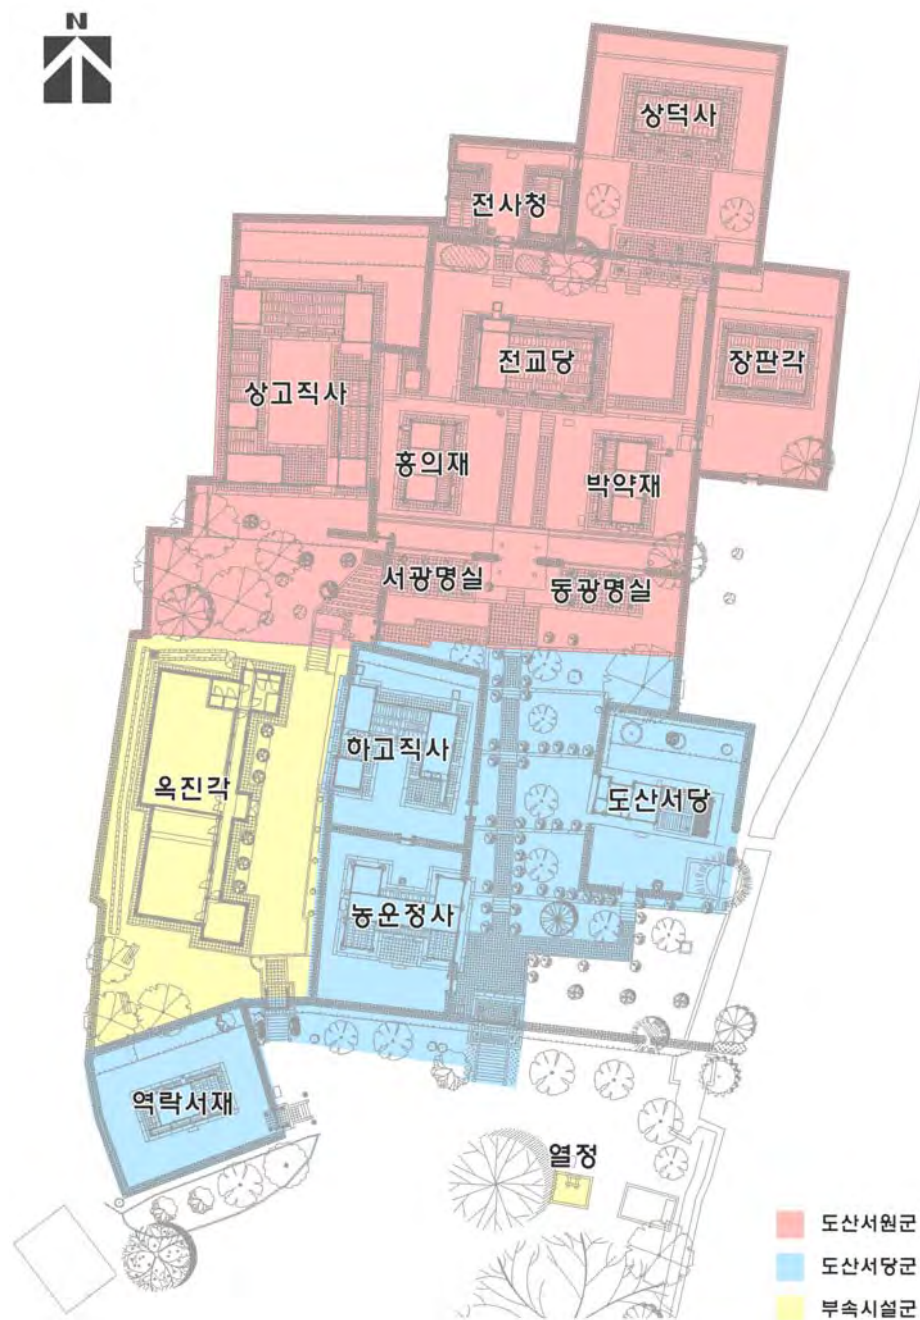 N
상덕사
전사청
전교당
장판각
상고직사
홍의재
박약재
서광명실
동광명실
하고직사
옥진각
도산서당
농운정사
역락서재
열정
도산서원군
도산서당군
부속시설군